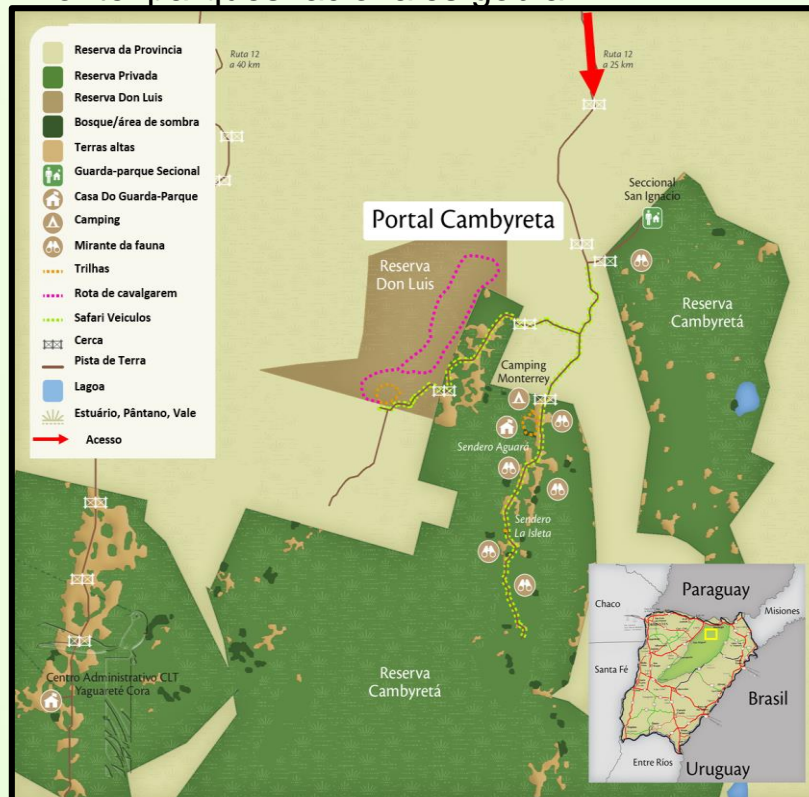 Reserva da Provincia
Reserva Privada
Reserva Don Luis
Bosque/área de sombra
Terras altas
Guarda-parque Secional
Casa Do Guarda-Parque
Camping
Mirante da fauna
Trilhas
Rota de cavalgarem
Safari Veiculos
Cerca
Pista de Terra
Lagoa
Estuário, Pântano, Vale
Acesso
Ruta 12
a 40 km
Ruta 12
a 25 km
Seccional
San Ignacio
Portal Cambyreta
Reserva
Don Luis
Reserva
Cambyretá
Camping
Monterrey
Sendero Aguará
Sendero
La Isleta
Centro Administrativo CLT
Yaguareté Cora
Reserva
Cambyretá
Paraguay
Chaco
Misiones
Santa Fé
Brasil
Entre Ríos
Uruguay